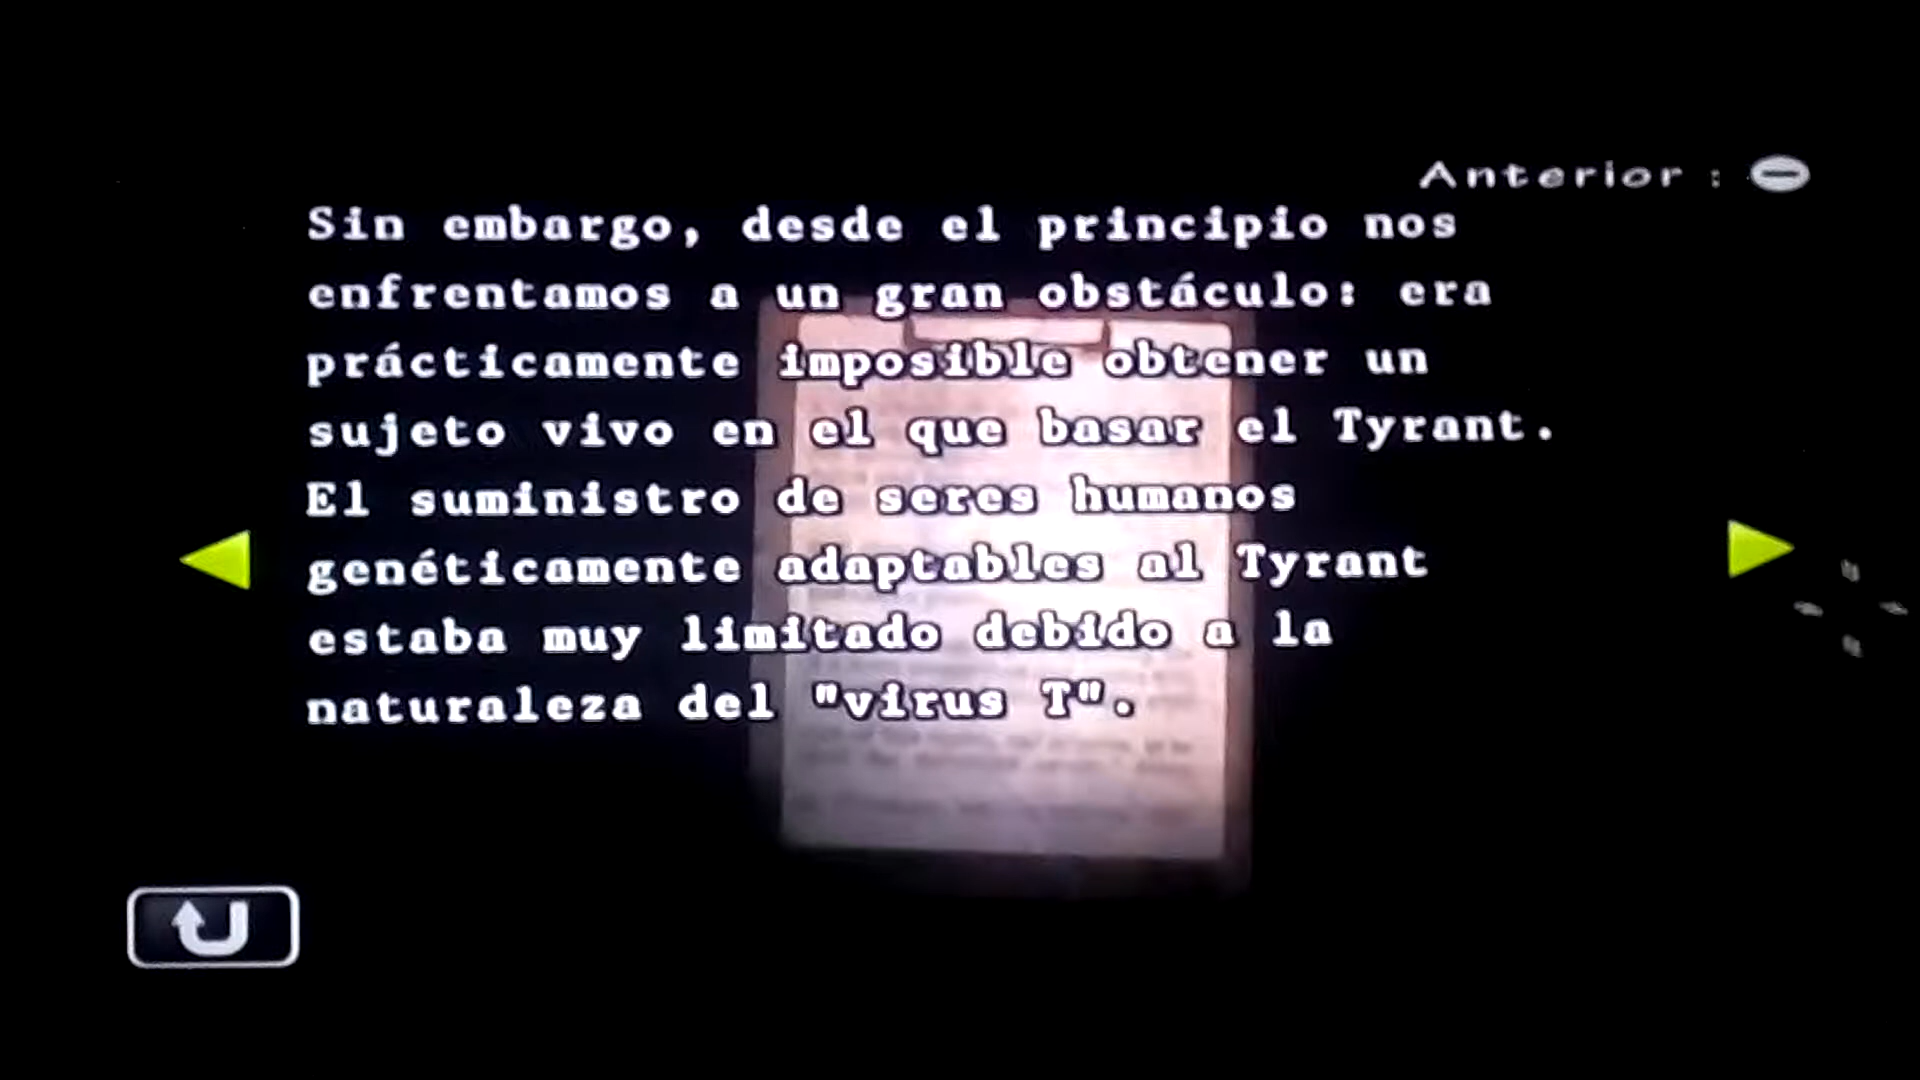 Anterior :
Sin embargo, desde el principio nos
enfrentamos a un gran obstáculo: era
prácticamente imposible obtener un
sujeto vivo en el que basar el Tyrant.
El suministro de seres humanos
genéticamente adaptables al Tyrant
estaba muy limitado debido a la
naturaleza del "virus T".